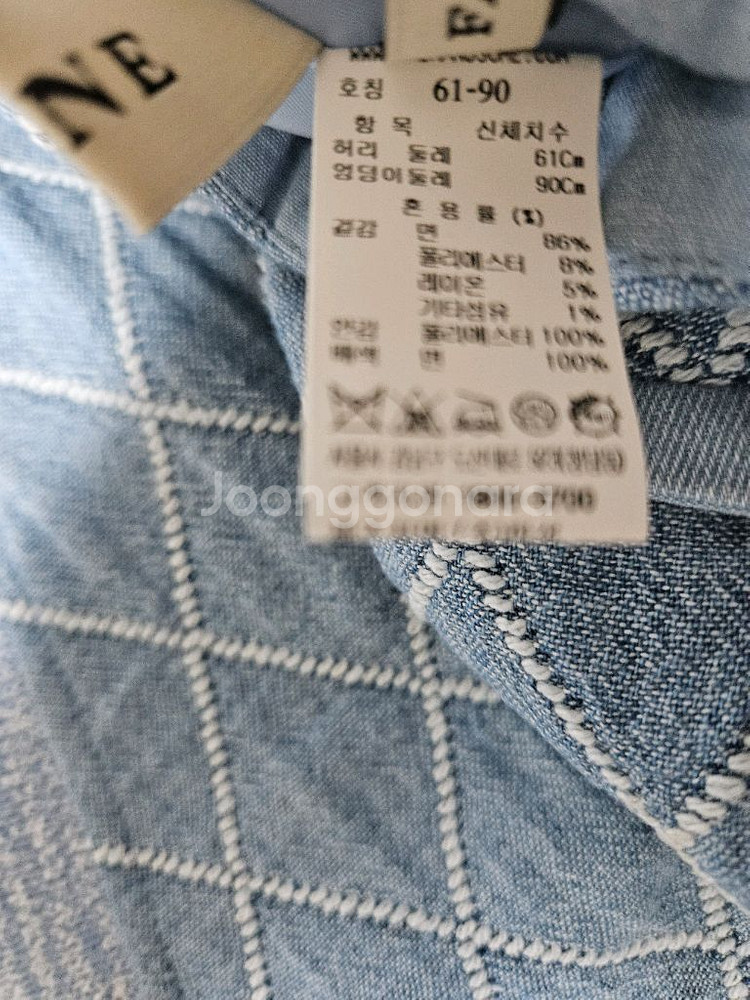 NE
FA
호칭 61-90
항 목 신체치수
허리 둘레 61Cm
엉덩이둘레 90Cm
혼 용 률 (%)
겉감 면 86%
폴리에스터 8%
레이온 5%
기타섬유 1%
안감 폴리에스터 100%
배색 면 100%
Joonggonara